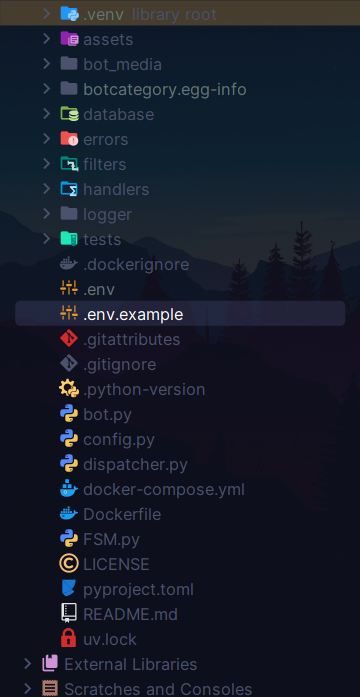 .venv library root
assets
bot_media
botcategory.egg-info
database
errors
filters
handlers
logger
tests
.dockerignore
.env
.env.example
.gitattributes
.gitignore
.python-version
bot.py
config.py
dispatcher.py
docker-compose.yml
Dockerfile
FSM.py
LICENSE
pyproject.toml
README.md
uv.lock
External Libraries
Scratches and Consoles